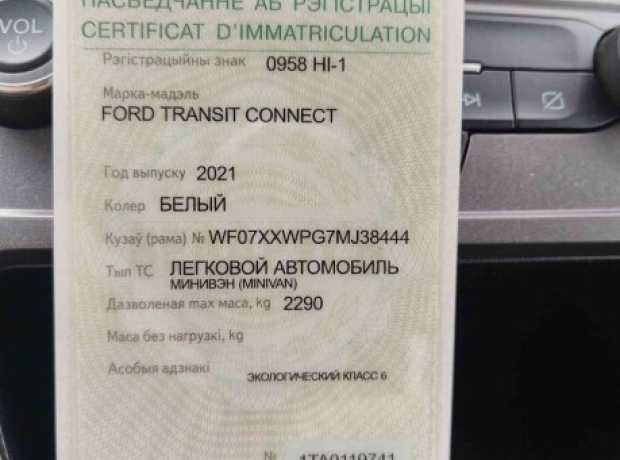 VOL
ПАСВЕДЧАННЕ АБ РЭГІСТРАЦЫІ
CERTIFICAT D'IMMATRICULATION
Рэгістрацыйны знак 0958 HI-1
Марка-мадэль
FORD TRANSIT CONNECT
Год выпуску 2021
Колер БЕЛЫЙ
Кузаў (рама) № WF07XXWPG7MJ38444
Тып ТС ЛЕГКОВОЙ АВТОМОБИЛЬ
МИНИВЭН (MINIVAN)
Дазволеная max маса, kg 2290
Маса без нагрузкі, kg
Асобыя адзнакі ЭКОЛОГИЧЕСКИЙ КЛАСС 6
№ 1TA0119741